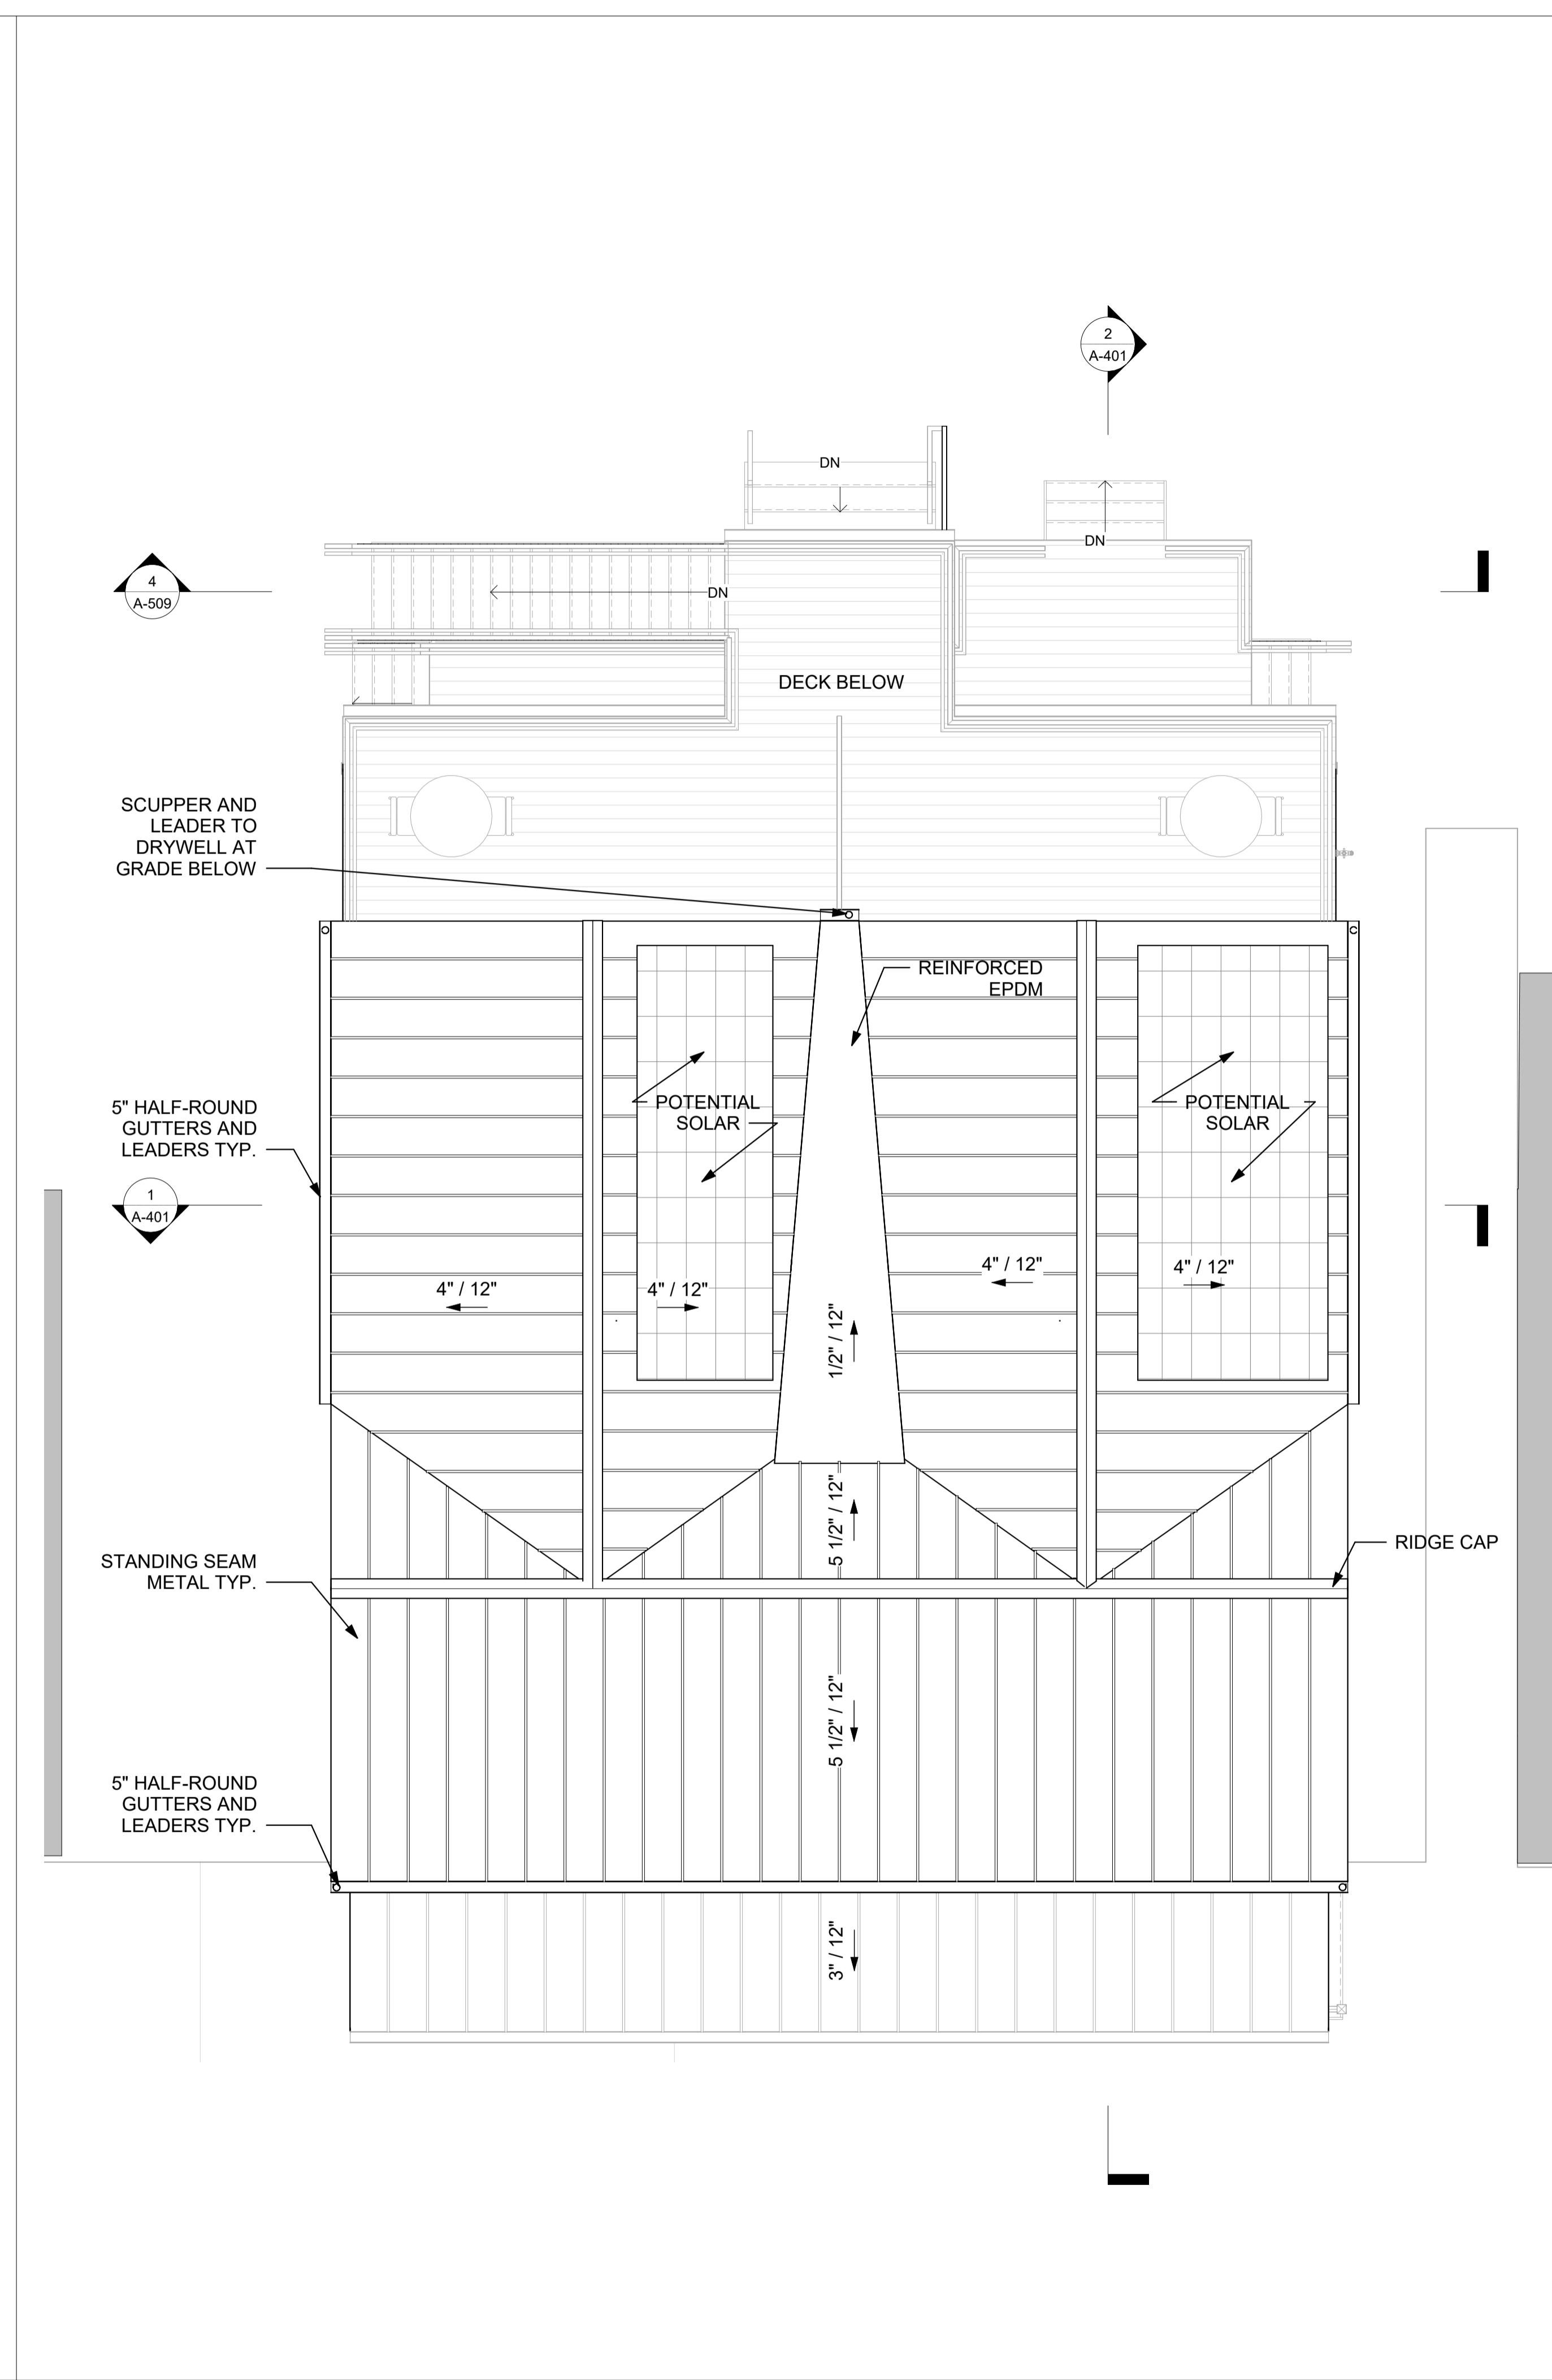 2
A-401
DN
DN
4
A-509
DN
DECK BELOW
SCUPPER AND
LEADER TO
DRYWELL AT
GRADE BELOW
REINFORCED
EPDM
5" HALF-ROUND
GUTTERS AND
LEADERS TYP.
POTENTIAL
SOLAR
POTENTIAL
SOLAR
1
A-401
4" / 12"
4" / 12"
4" / 12"
4" / 12"
1/2" / 12"
5 1/2" / 12"
STANDING SEAM
METAL TYP.
RIDGE CAP
5 1/2" / 12"
5" HALF-ROUND
GUTTERS AND
LEADERS TYP.
3" / 12"